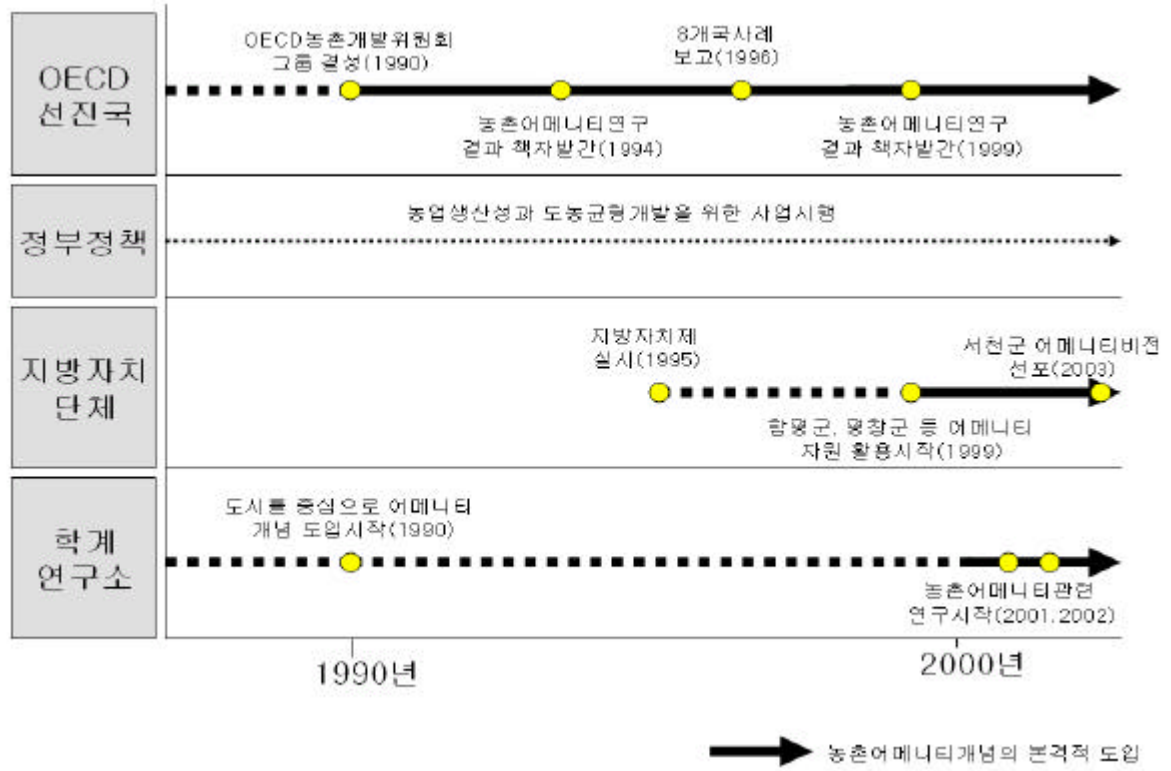 OECD
선진국
OECD농촌개발위원회
그룹 결성(1990)
8개국사례
보고(1996)
농촌어메니티연구
결과 책자발간(1994)
농촌어메니티연구
결과 책자발간(1999)
정부정책
농업생산성과 도농균형개발을 위한 사업시행
지방자치
단체
지방자치제
실시(1995)
서천군 어메니티비전
선포(2003)
함평군, 평창군 등 어메니티
자원 활용시작(1999)
학계
연구소
도시를 중심으로 어메니티
개념 도입시작(1990)
농촌어메니티관련
연구시작(2001,2002)
1990년
2000년
농촌어메니티개념의 본격적 도입